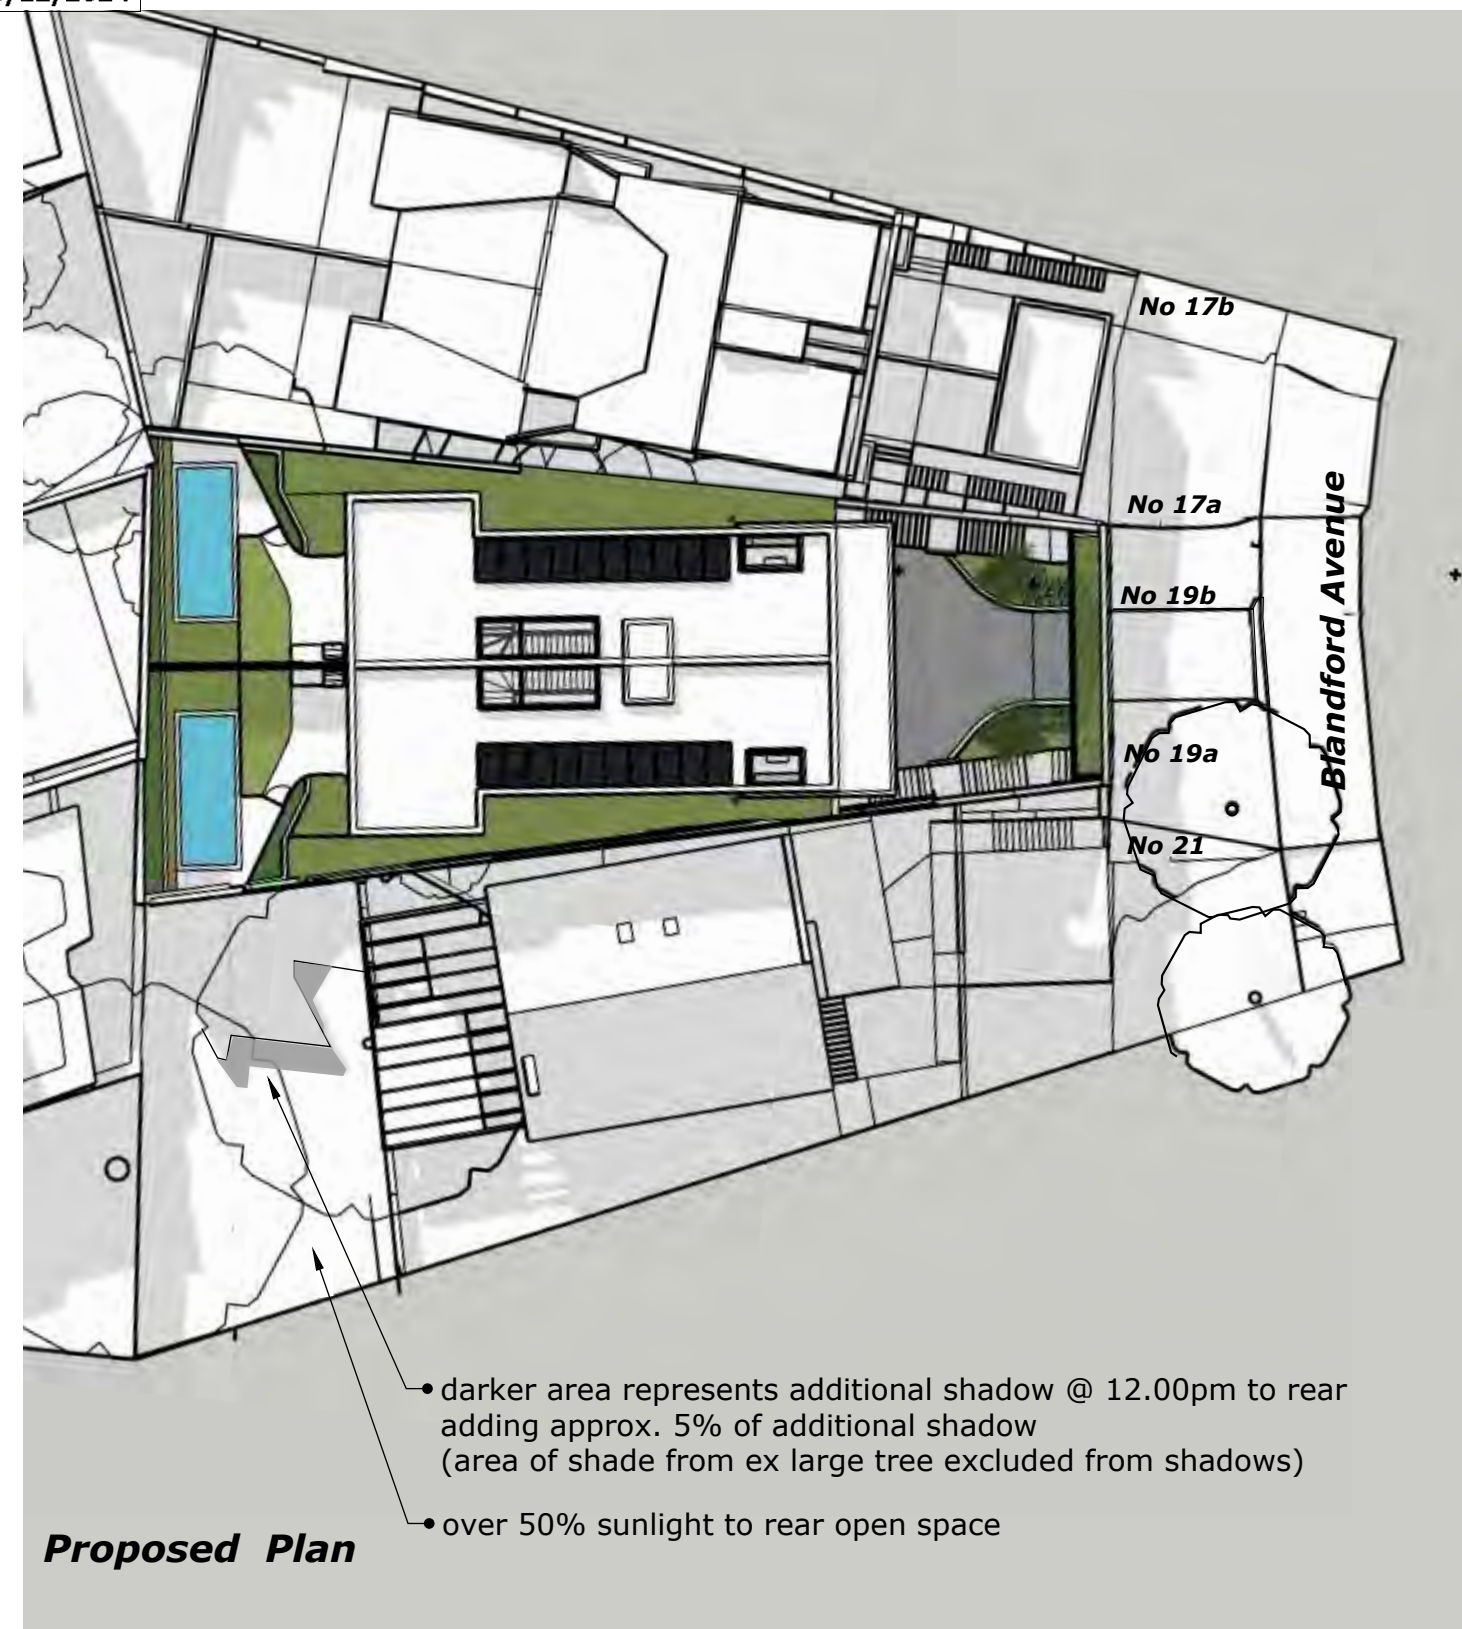 No 17b
No 17a
No 19b
Blandford Avenue
No 19a
No 21
darker area represents additional shadow @ 12.00pm to rear
adding approx. 5% of additional shadow
(area of shade from ex large tree excluded from shadows)
over 50% sunlight to rear open space
Proposed Plan